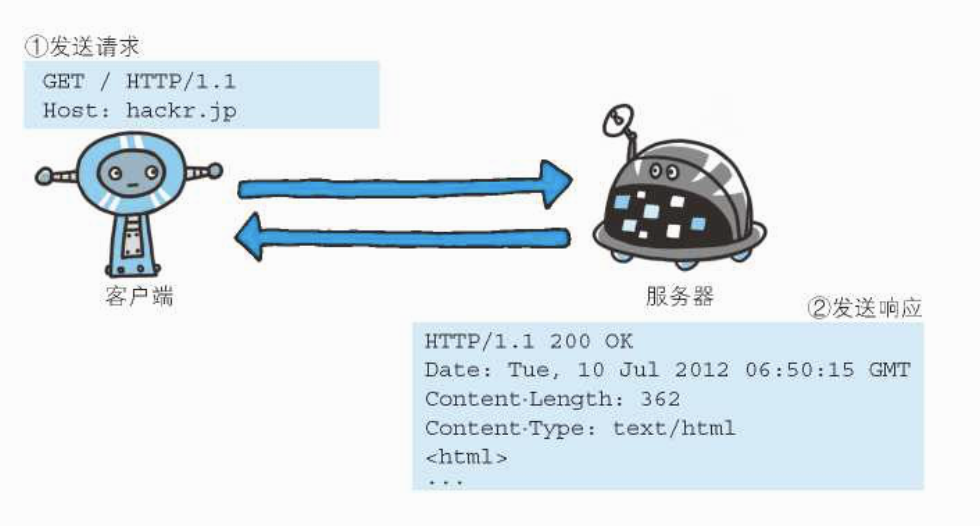 ①发送请求
GET / HTTP/1.1
Host: hackr.jp
客户端
服务器
②发送响应
HTTP/1.1 200 OK
Date: Tue, 10 Jul 2012 06:50:15 GMT
Content-Length: 362
Content-Type: text/html
<html>
...